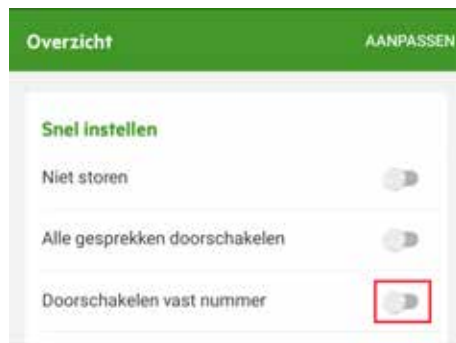 Overzicht AANPASSEN
Snel instellen
Niet storen
Alle gesprekken doorschakelen
Doorschakelen vast nummer